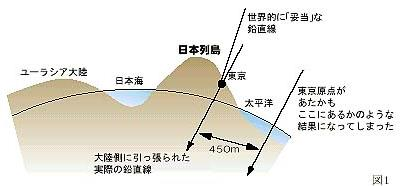 世界的に「妥当」な
鉛直線
日本列島
ユーラシア大陸
日本海
東京
太平洋
東京原点が
あたかも
ここにあるかのような
結果になってしまった
450m
大陸側に引っ張られた
実際の鉛直線
図1